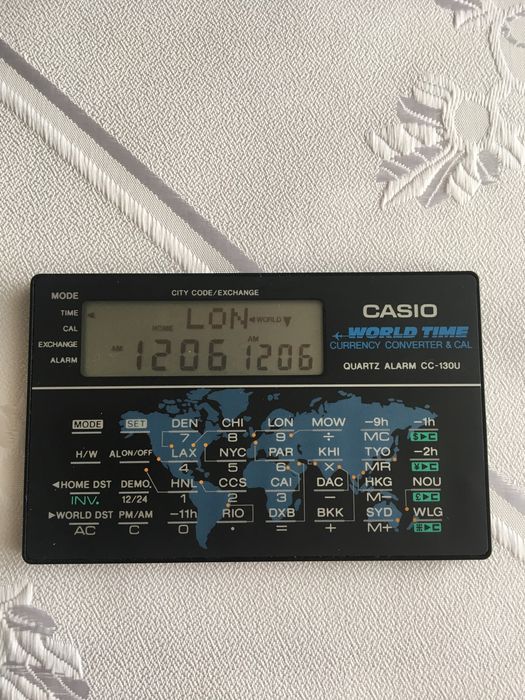 MODE CITY CODE/EXCHANGE
CASIO
TIME LON ◄WORLD▼
WORLD TIME
CAL HOME
CURRENCY CONVERTER & CAL
EXCHANGE AM 1206 AM 1206
ALARM QUARTZ ALARM CC-130U
MODE SET DEN CHI LON MOW -9h -1h
7 8 9 ÷ MC $►⊏
H/W ALON/OFF LAX NYC PAR KHI TYO -2h
4 5 6 × MR ¥►⊏
◄HOME DST DEMO HNL CCS CAI DAC HKG NOU
INV. 12/24 1 2 3 - M- £►⊏
►WORLD DST PM/AM -11h RIO DXB BKK SYD WLG
AC C 0 · = + M+ ⁜►⊏